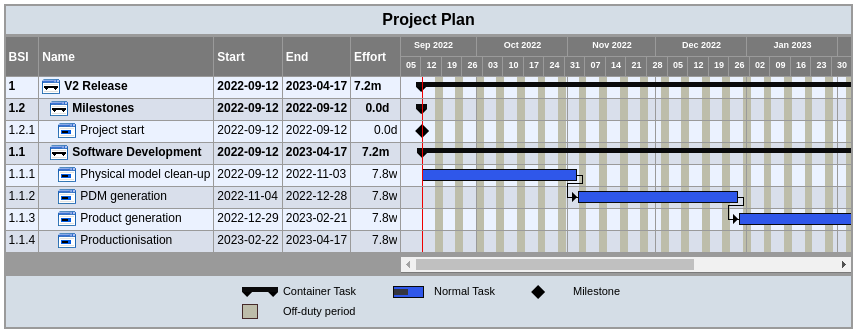 Project Plan
BSI Name Start End Effort Sep 2022 Oct 2022 Nov 2022 Dec 2022 Jan 2023
05 12 19 26 03 10 17 24 31 07 14 21 28 05 12 19 26 02 09 16 23 30
1 V2 Release 2022-09-12 2023-04-17 7.2m
1.2 Milestones 2022-09-12 2022-09-12 0.0d
1.2.1 Project start 2022-09-12 2022-09-12 0.0d
1.1 Software Development 2022-09-12 2023-04-17 7.2m
1.1.1 Physical model clean-up 2022-09-12 2022-11-03 7.8w
1.1.2 PDM generation 2022-11-04 2022-12-28 7.8w
1.1.3 Product generation 2022-12-29 2023-02-21 7.8w
1.1.4 Productionisation 2023-02-22 2023-04-17 7.8w
Container Task Normal Task Milestone
Off-duty period